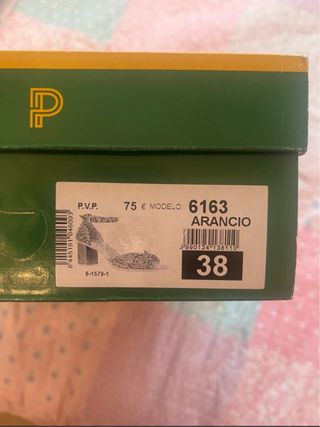 P
P.V.P. 75 € MODELO: 6163
ARANCIO
38
8-1579-1